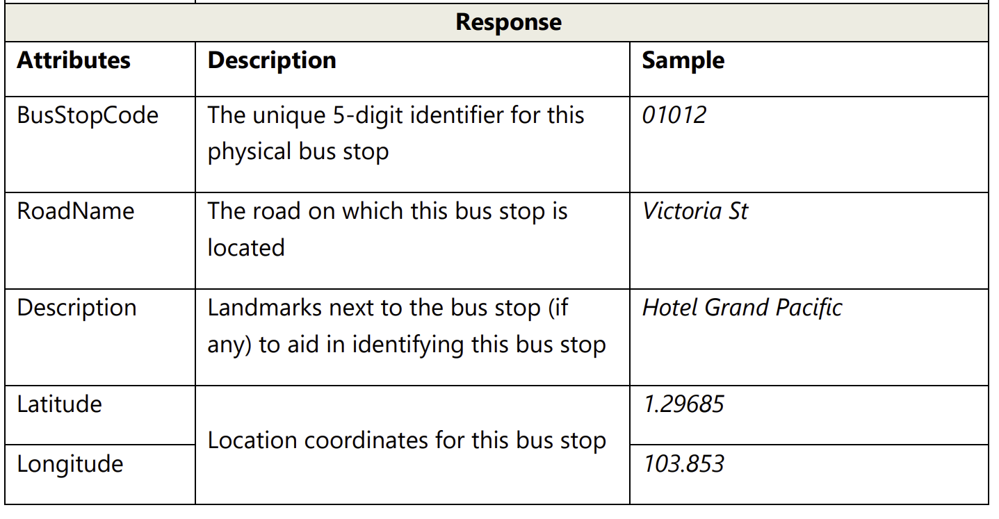 Response
Attributes
Description
Sample
BusStopCode
The unique 5-digit identifier for this
physical bus stop
01012
RoadName
The road on which this bus stop is
located
Victoria St
Description
Landmarks next to the bus stop (if
any) to aid in identifying this bus stop
Hotel Grand Pacific
Latitude
Location coordinates for this bus stop
1.29685
Longitude
103.853